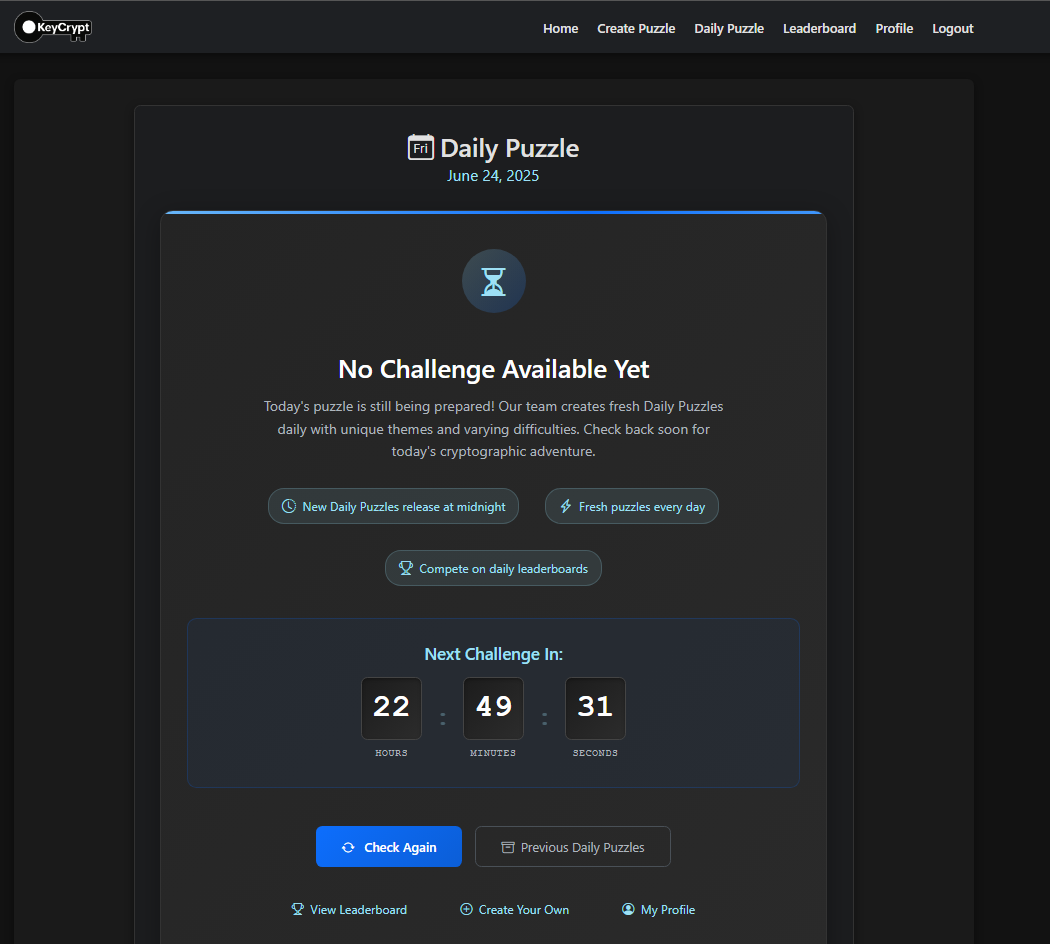 KeyCrypt
Home Create Puzzle Daily Puzzle Leaderboard Profile Logout
Fri Daily Puzzle
June 24, 2025
No Challenge Available Yet
Today's puzzle is still being prepared! Our team creates fresh Daily Puzzles
daily with unique themes and varying difficulties. Check back soon for
today's cryptographic adventure.
New Daily Puzzles release at midnight Fresh puzzles every day
Compete on daily leaderboards
Next Challenge In:
22 : 49 : 31
HOURS MINUTES SECONDS
Check Again Previous Daily Puzzles
View Leaderboard Create Your Own My Profile